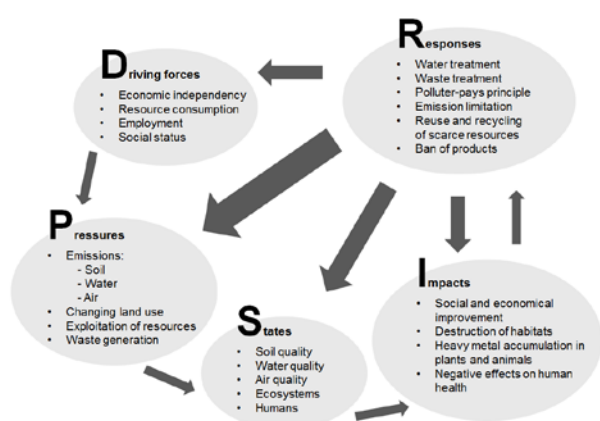 Driving forces
• Economic independency
• Resource consumption
• Employment
• Social status
Responses
• Water treatment
• Waste treatment
• Polluter-pays principle
• Emission limitation
• Reuse and recycling
of scarce resources
• Ban of products
Pressures
• Emissions:
- Soil
- Water
- Air
• Changing land use
• Exploitation of resources
• Waste generation
States
• Soil quality
• Water quality
• Air quality
• Ecosystems
• Humans
Impacts
• Social and economical
improvement
• Destruction of habitats
• Heavy metal accumulation in
plants and animals
• Negative effects on human
health